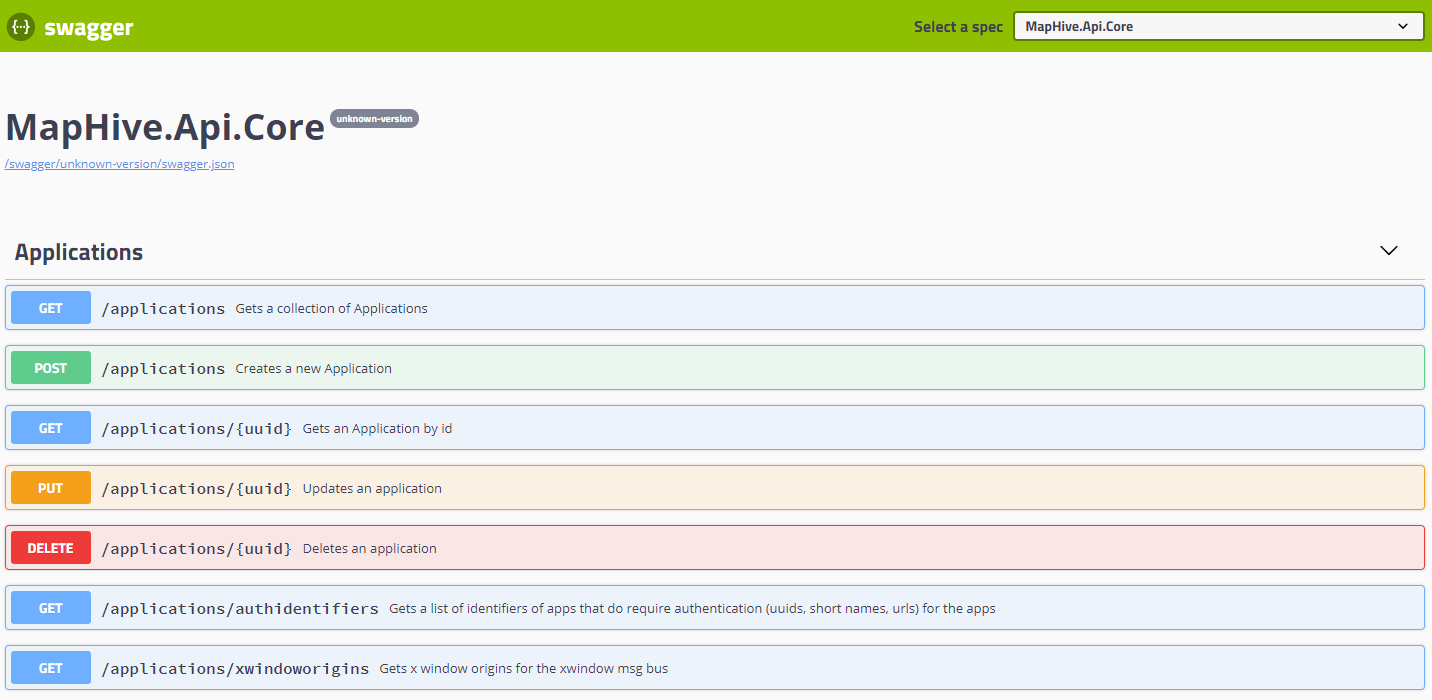 {···} swagger Select a spec MapHive.Api.Core
MapHive.Api.Core unknown-version
/swagger/unknown-version/swagger.json
Applications
GET /applications Gets a collection of Applications
POST /applications Creates a new Application
GET /applications/{uuid} Gets an Application by id
PUT /applications/{uuid} Updates an application
DELETE /applications/{uuid} Deletes an application
GET /applications/authidentifiers Gets a list of identifiers of apps that do require authentication (uuids, short names, urls) for the apps
GET /applications/xwindoworigins Gets x window origins for the xwindow msg bus